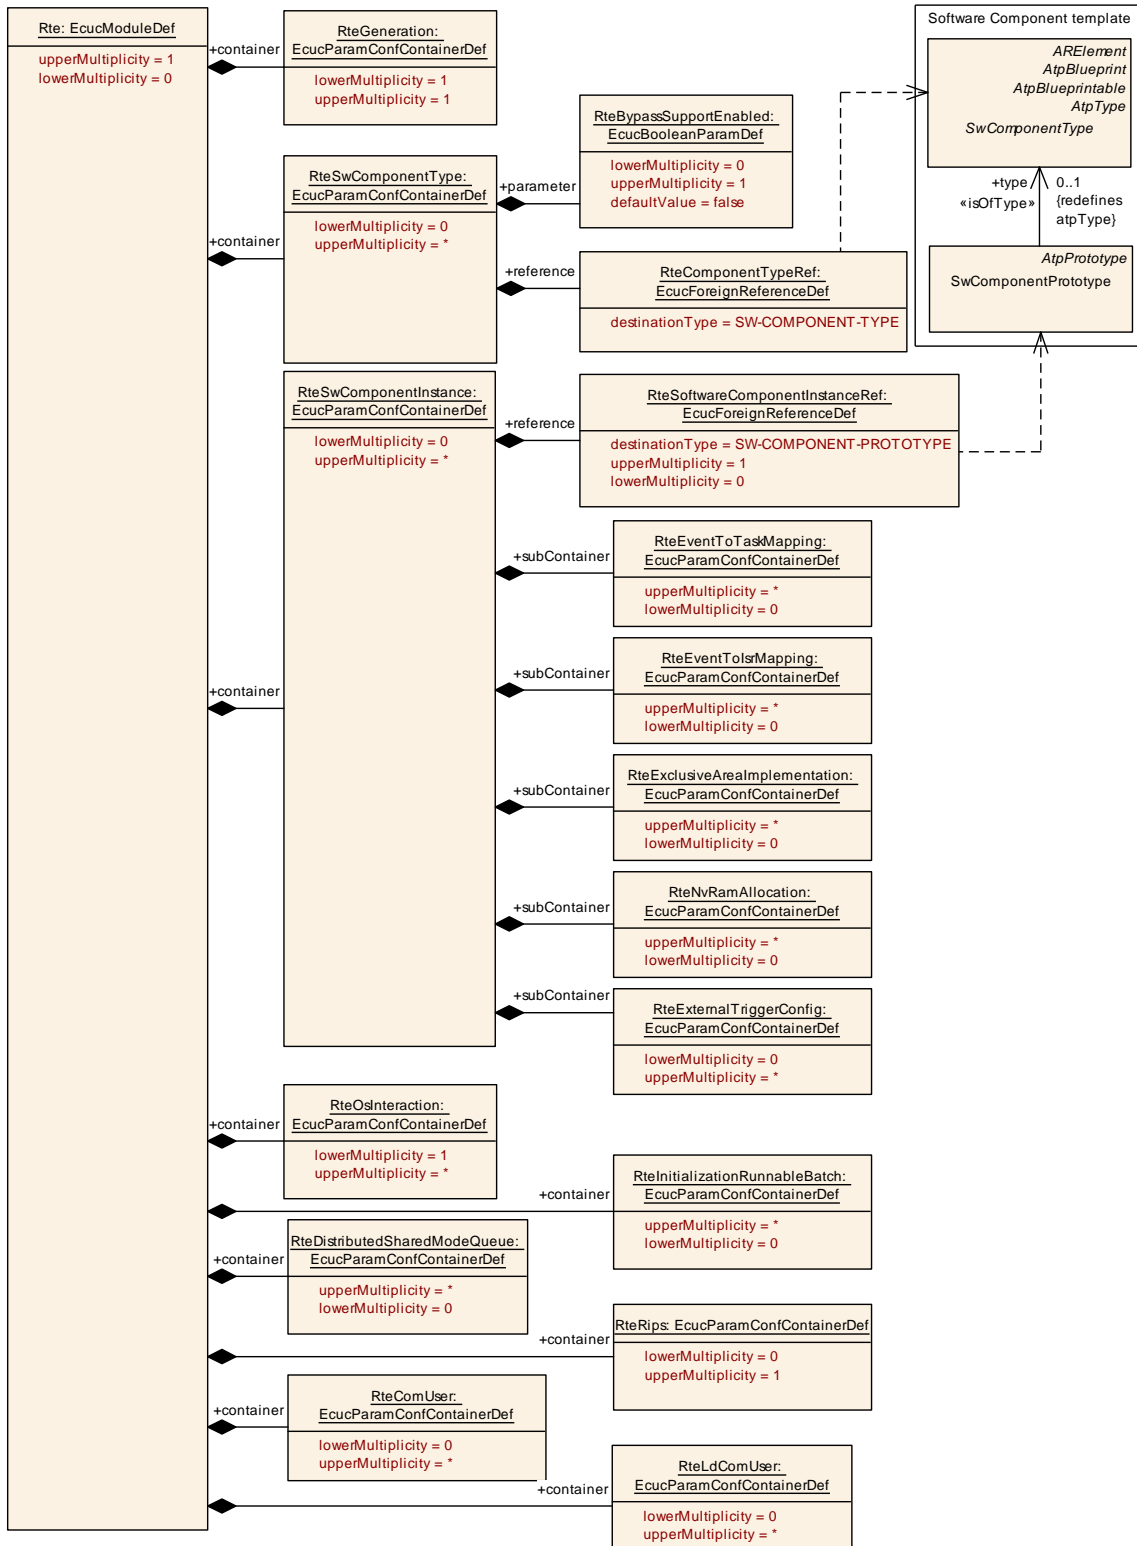 Rte: EcucModuleDef
upperMultiplicity = 1
lowerMultiplicity = 0
+container
RteGeneration:
EcucParamConfContainerDef
lowerMultiplicity = 1
upperMultiplicity = 1
Software Component template
ARElement
AtpBlueprint
AtpBlueprintable
AtpType
SwComponentType
+type
«isOfType»
0..1
{redefines
atpType}
AtpPrototype
SwComponentPrototype
+container
RteSwComponentType:
EcucParamConfContainerDef
lowerMultiplicity = 0
upperMultiplicity = *
+parameter
RteBypassSupportEnabled:
EcucBooleanParamDef
lowerMultiplicity = 0
upperMultiplicity = 1
defaultValue = false
+reference
RteComponentTypeRef:
EcucForeignReferenceDef
destinationType = SW-COMPONENT-TYPE
+container
RteSwComponentInstance:
EcucParamConfContainerDef
lowerMultiplicity = 0
upperMultiplicity = *
+reference
RteSoftwareComponentInstanceRef:
EcucForeignReferenceDef
destinationType = SW-COMPONENT-PROTOTYPE
upperMultiplicity = 1
lowerMultiplicity = 0
+subContainer
RteEventToTaskMapping:
EcucParamConfContainerDef
upperMultiplicity = *
lowerMultiplicity = 0
+subContainer
RteEventToIsrMapping:
EcucParamConfContainerDef
upperMultiplicity = *
lowerMultiplicity = 0
+subContainer
RteExclusiveAreaImplementation:
EcucParamConfContainerDef
upperMultiplicity = *
lowerMultiplicity = 0
+subContainer
RteNvRamAllocation:
EcucParamConfContainerDef
upperMultiplicity = *
lowerMultiplicity = 0
+subContainer
RteExternalTriggerConfig:
EcucParamConfContainerDef
lowerMultiplicity = 0
upperMultiplicity = *
+container
RteOsInteraction:
EcucParamConfContainerDef
lowerMultiplicity = 1
upperMultiplicity = *
+container
RteInitializationRunnableBatch:
EcucParamConfContainerDef
upperMultiplicity = *
lowerMultiplicity = 0
+container
RteDistributedSharedModeQueue:
EcucParamConfContainerDef
upperMultiplicity = *
lowerMultiplicity = 0
+container
RteRips: EcucParamConfContainerDef
lowerMultiplicity = 0
upperMultiplicity = 1
+container
RteComUser:
EcucParamConfContainerDef
lowerMultiplicity = 0
upperMultiplicity = *
+container
RteLdComUser:
EcucParamConfContainerDef
lowerMultiplicity = 0
upperMultiplicity = *